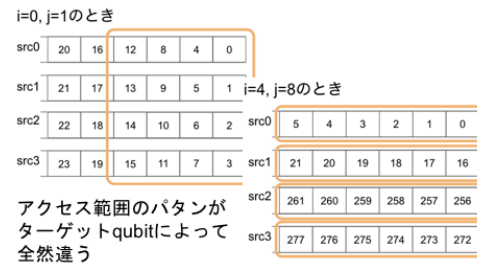 i=0, j=1のとき
src0 20 16 12 8 4 0
src1 21 17 13 9 5 1
src2 22 18 14 10 6 2
src3 23 19 15 11 7 3
i=4, j=8のとき
src0 5 4 3 2 1 0
src1 21 20 19 18 17 16
src2 261 260 259 258 257 256
src3 277 276 275 274 273 272
アクセス範囲のパタンが
ターゲットqubitによって
全然違う